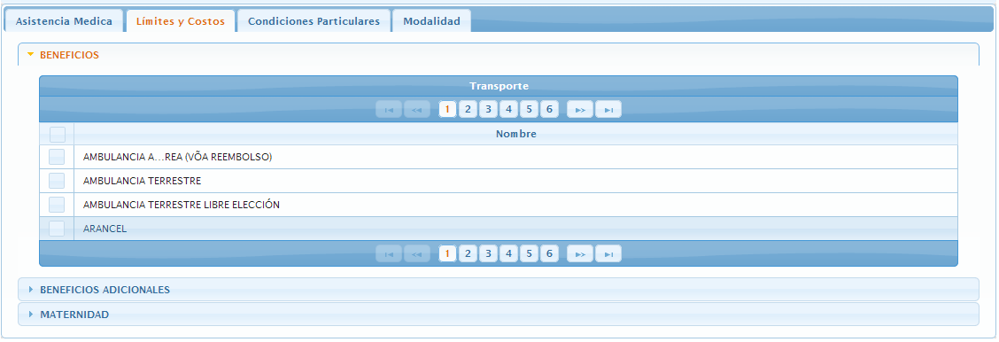 Asistencia Medica Límites y Costos Condiciones Particulares Modalidad
BENEFICIOS
Transporte
1 2 3 4 5 6
Nombre
AMBULANCIA A...REA (VÕA REEMBOLSO)
AMBULANCIA TERRESTRE
AMBULANCIA TERRESTRE LIBRE ELECCIÓN
ARANCEL
1 2 3 4 5 6
BENEFICIOS ADICIONALES
MATERNIDAD